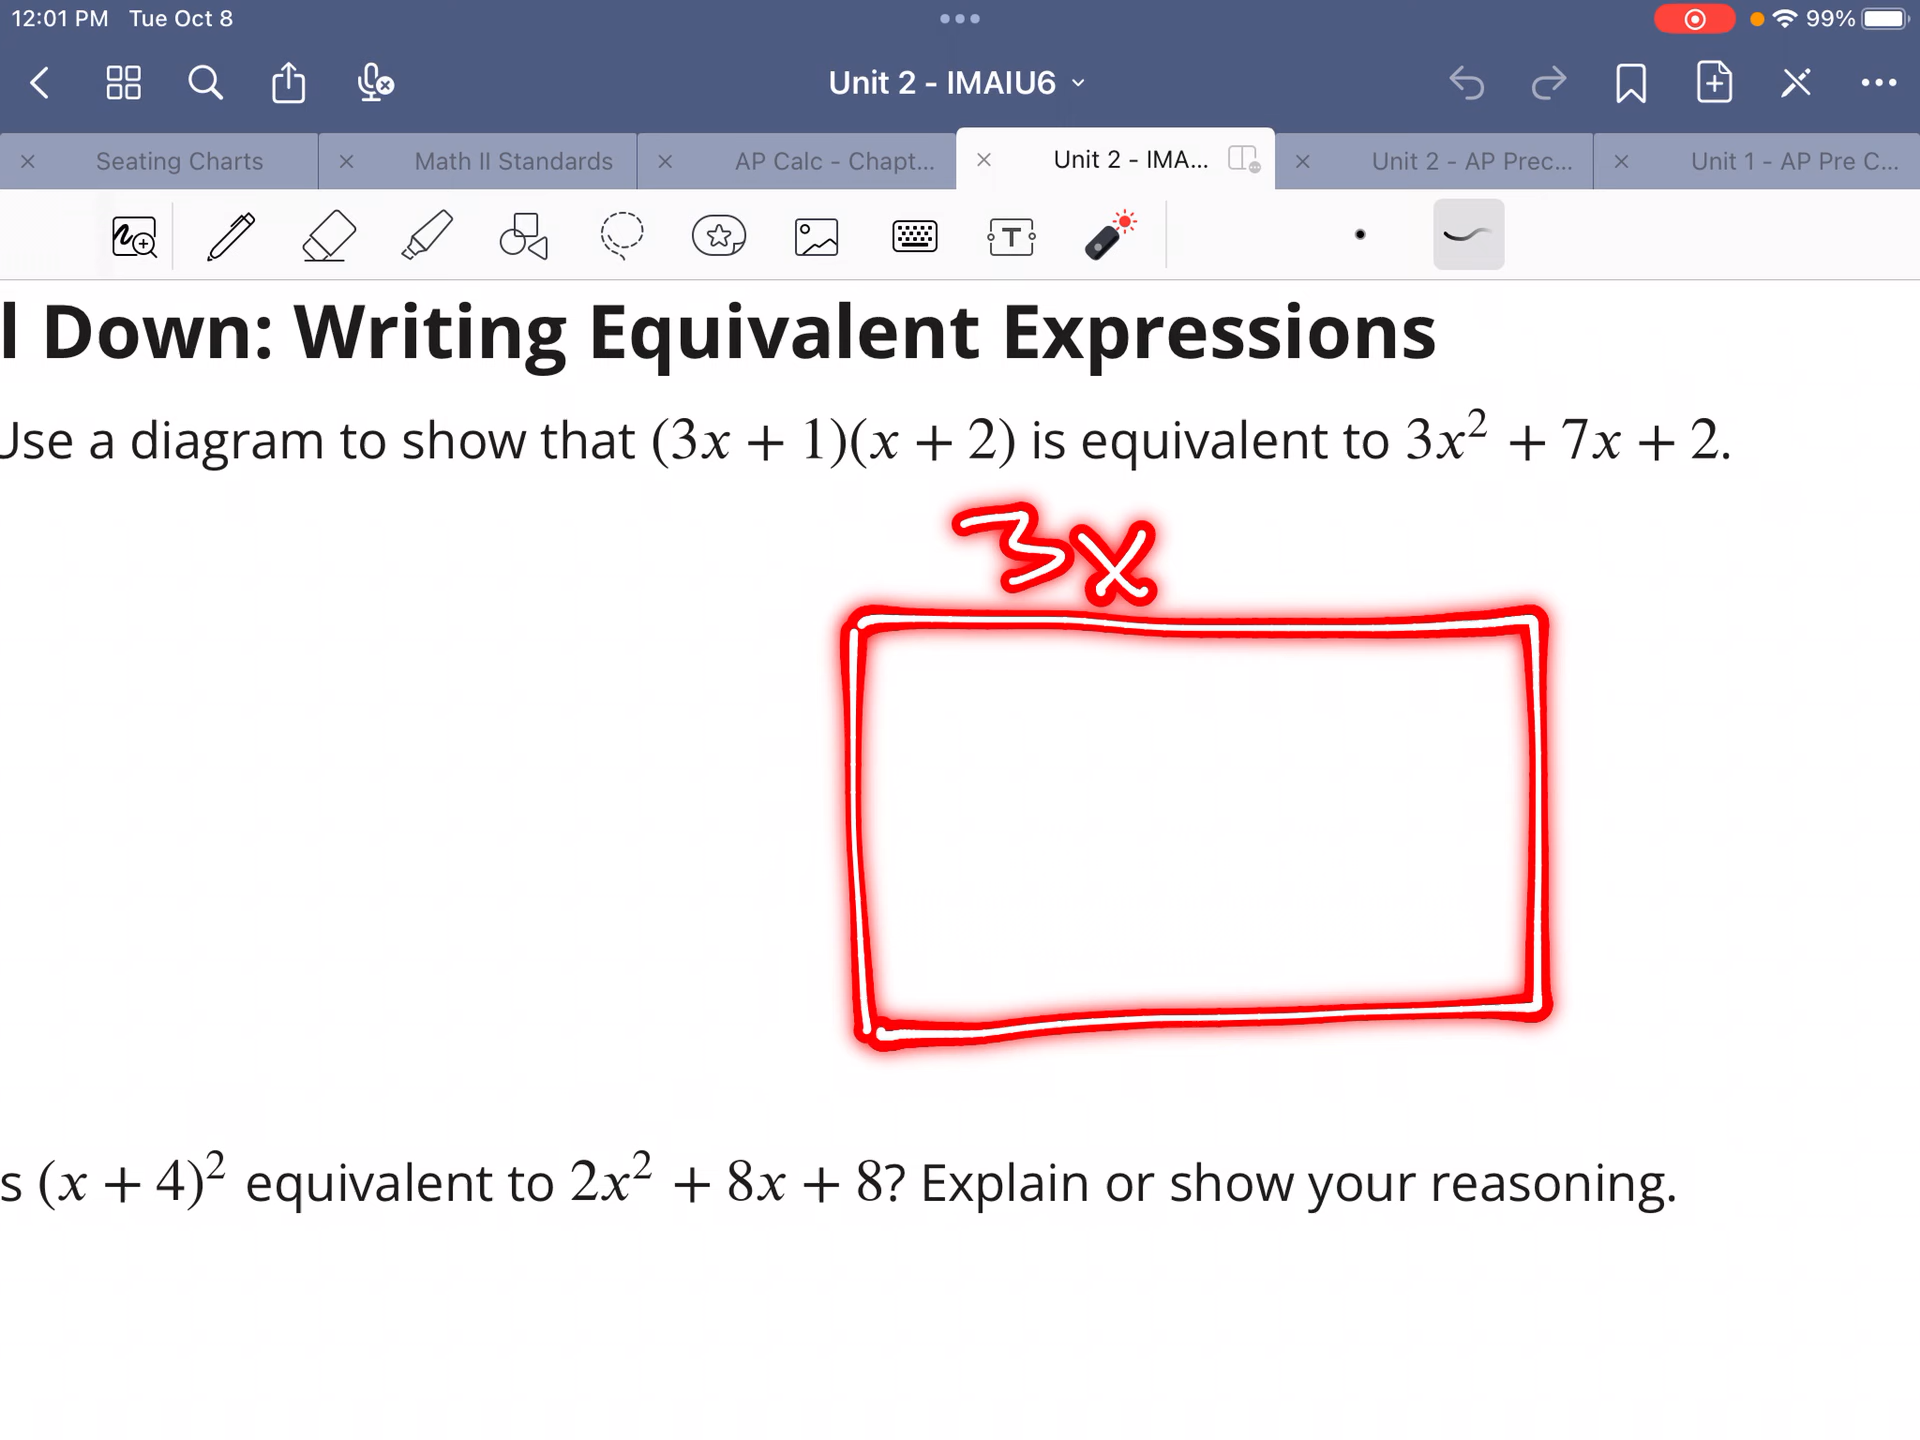 12:01 PM Tue Oct 8 99%
Unit 2 - IMAIU6
Seating Charts Math II Standards AP Calc - Chapt... Unit 2 - IMA... Unit 2 - AP Prec... Unit 1 - AP Pre C...
T
l Down: Writing Equivalent Expressions
Use a diagram to show that (3x + 1)(x + 2) is equivalent to 3x² + 7x + 2.
3x
s (x + 4)² equivalent to 2x² + 8x + 8? Explain or show your reasoning.